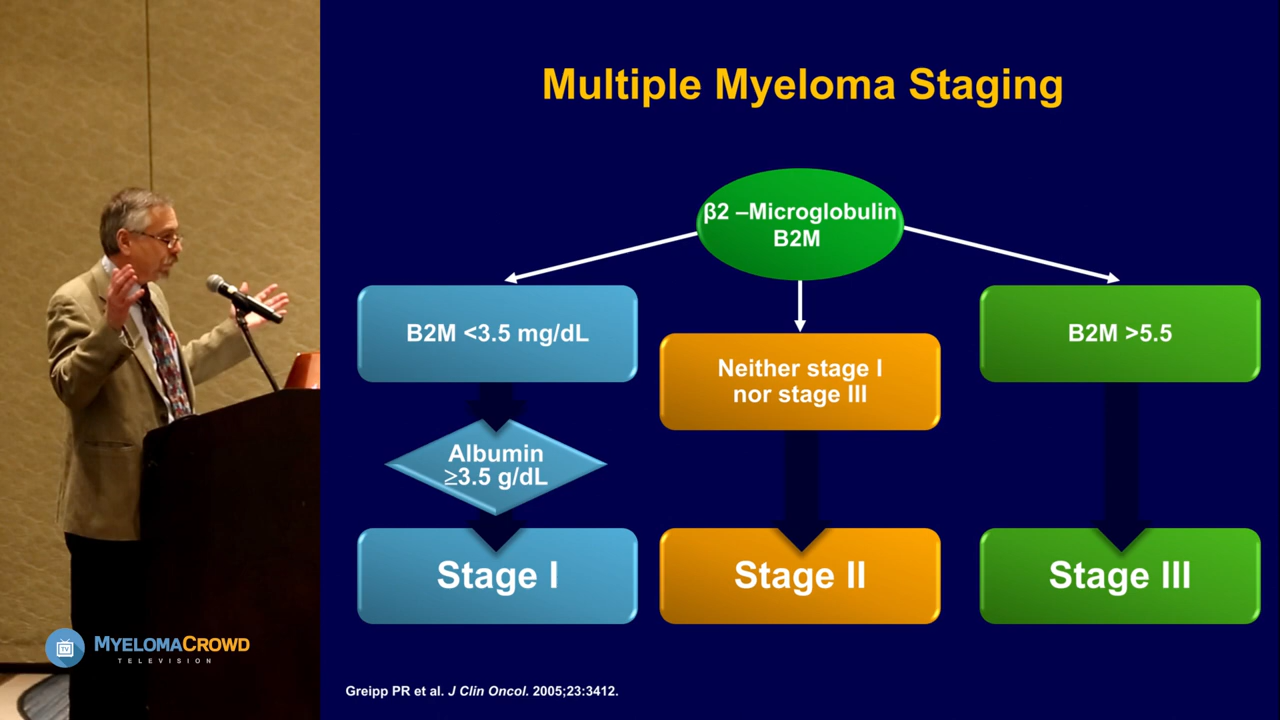 Multiple Myeloma Staging
β2 –Microglobulin
B2M
B2M <3.5 mg/dL
Neither stage I
nor stage III
B2M >5.5
Albumin
≥3.5 g/dL
Stage I
Stage II
Stage III
TV
MYELOMACROWD
TELEVISION
Greipp PR et al. J Clin Oncol. 2005;23:3412.